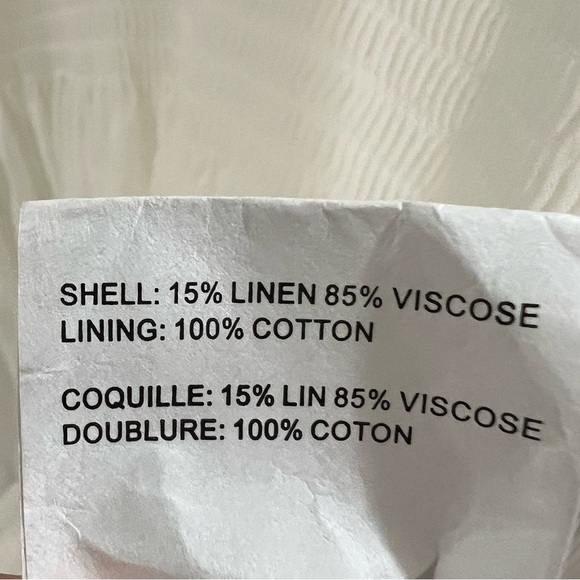 SHELL: 15% LINEN 85% VISCOSE
LINING: 100% COTTON
COQUILLE: 15% LIN 85% VISCOSE
DOUBLURE: 100% COTON